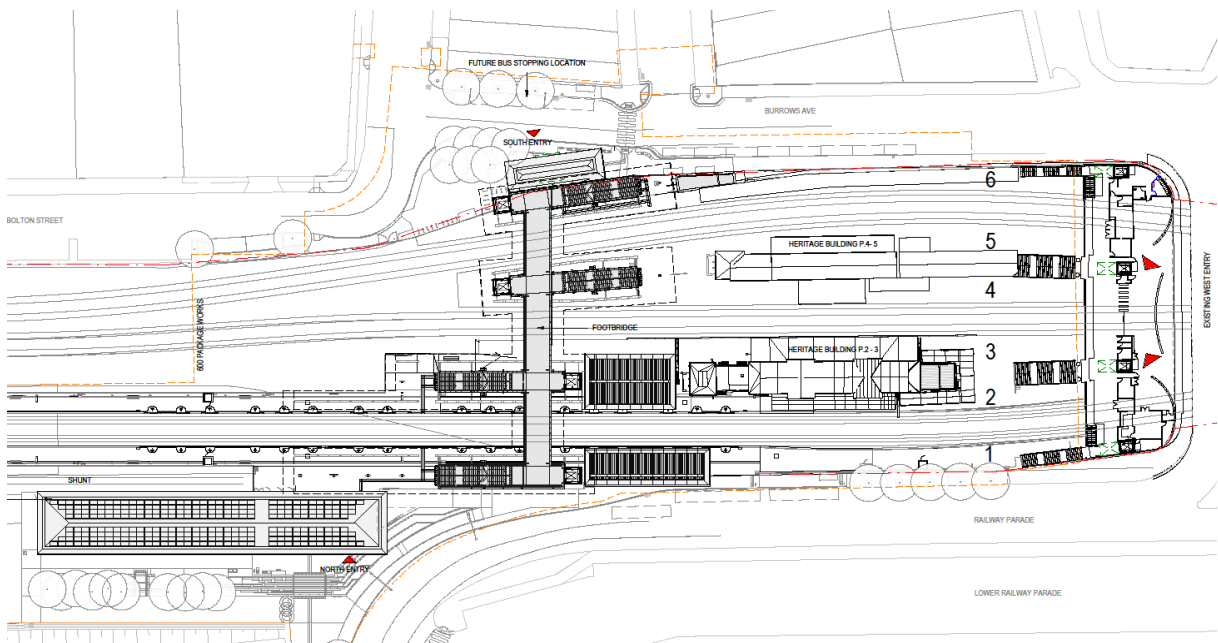 FUTURE BUS STOPPING LOCATION
BURROWS AVE
SOUTH ENTRY
6
BOLTON STREET
5
HERITAGE BUILDING P.4- 5
4
EXISTING WEST ENTRY
600 PACKAGE WORKS
FOOTBRIDGE
3
HERITAGE BUILDING P.2 - 3
2
1
SHUNT
RAILWAY PARADE
NORTH ENTRY
LOWER RAILWAY PARADE